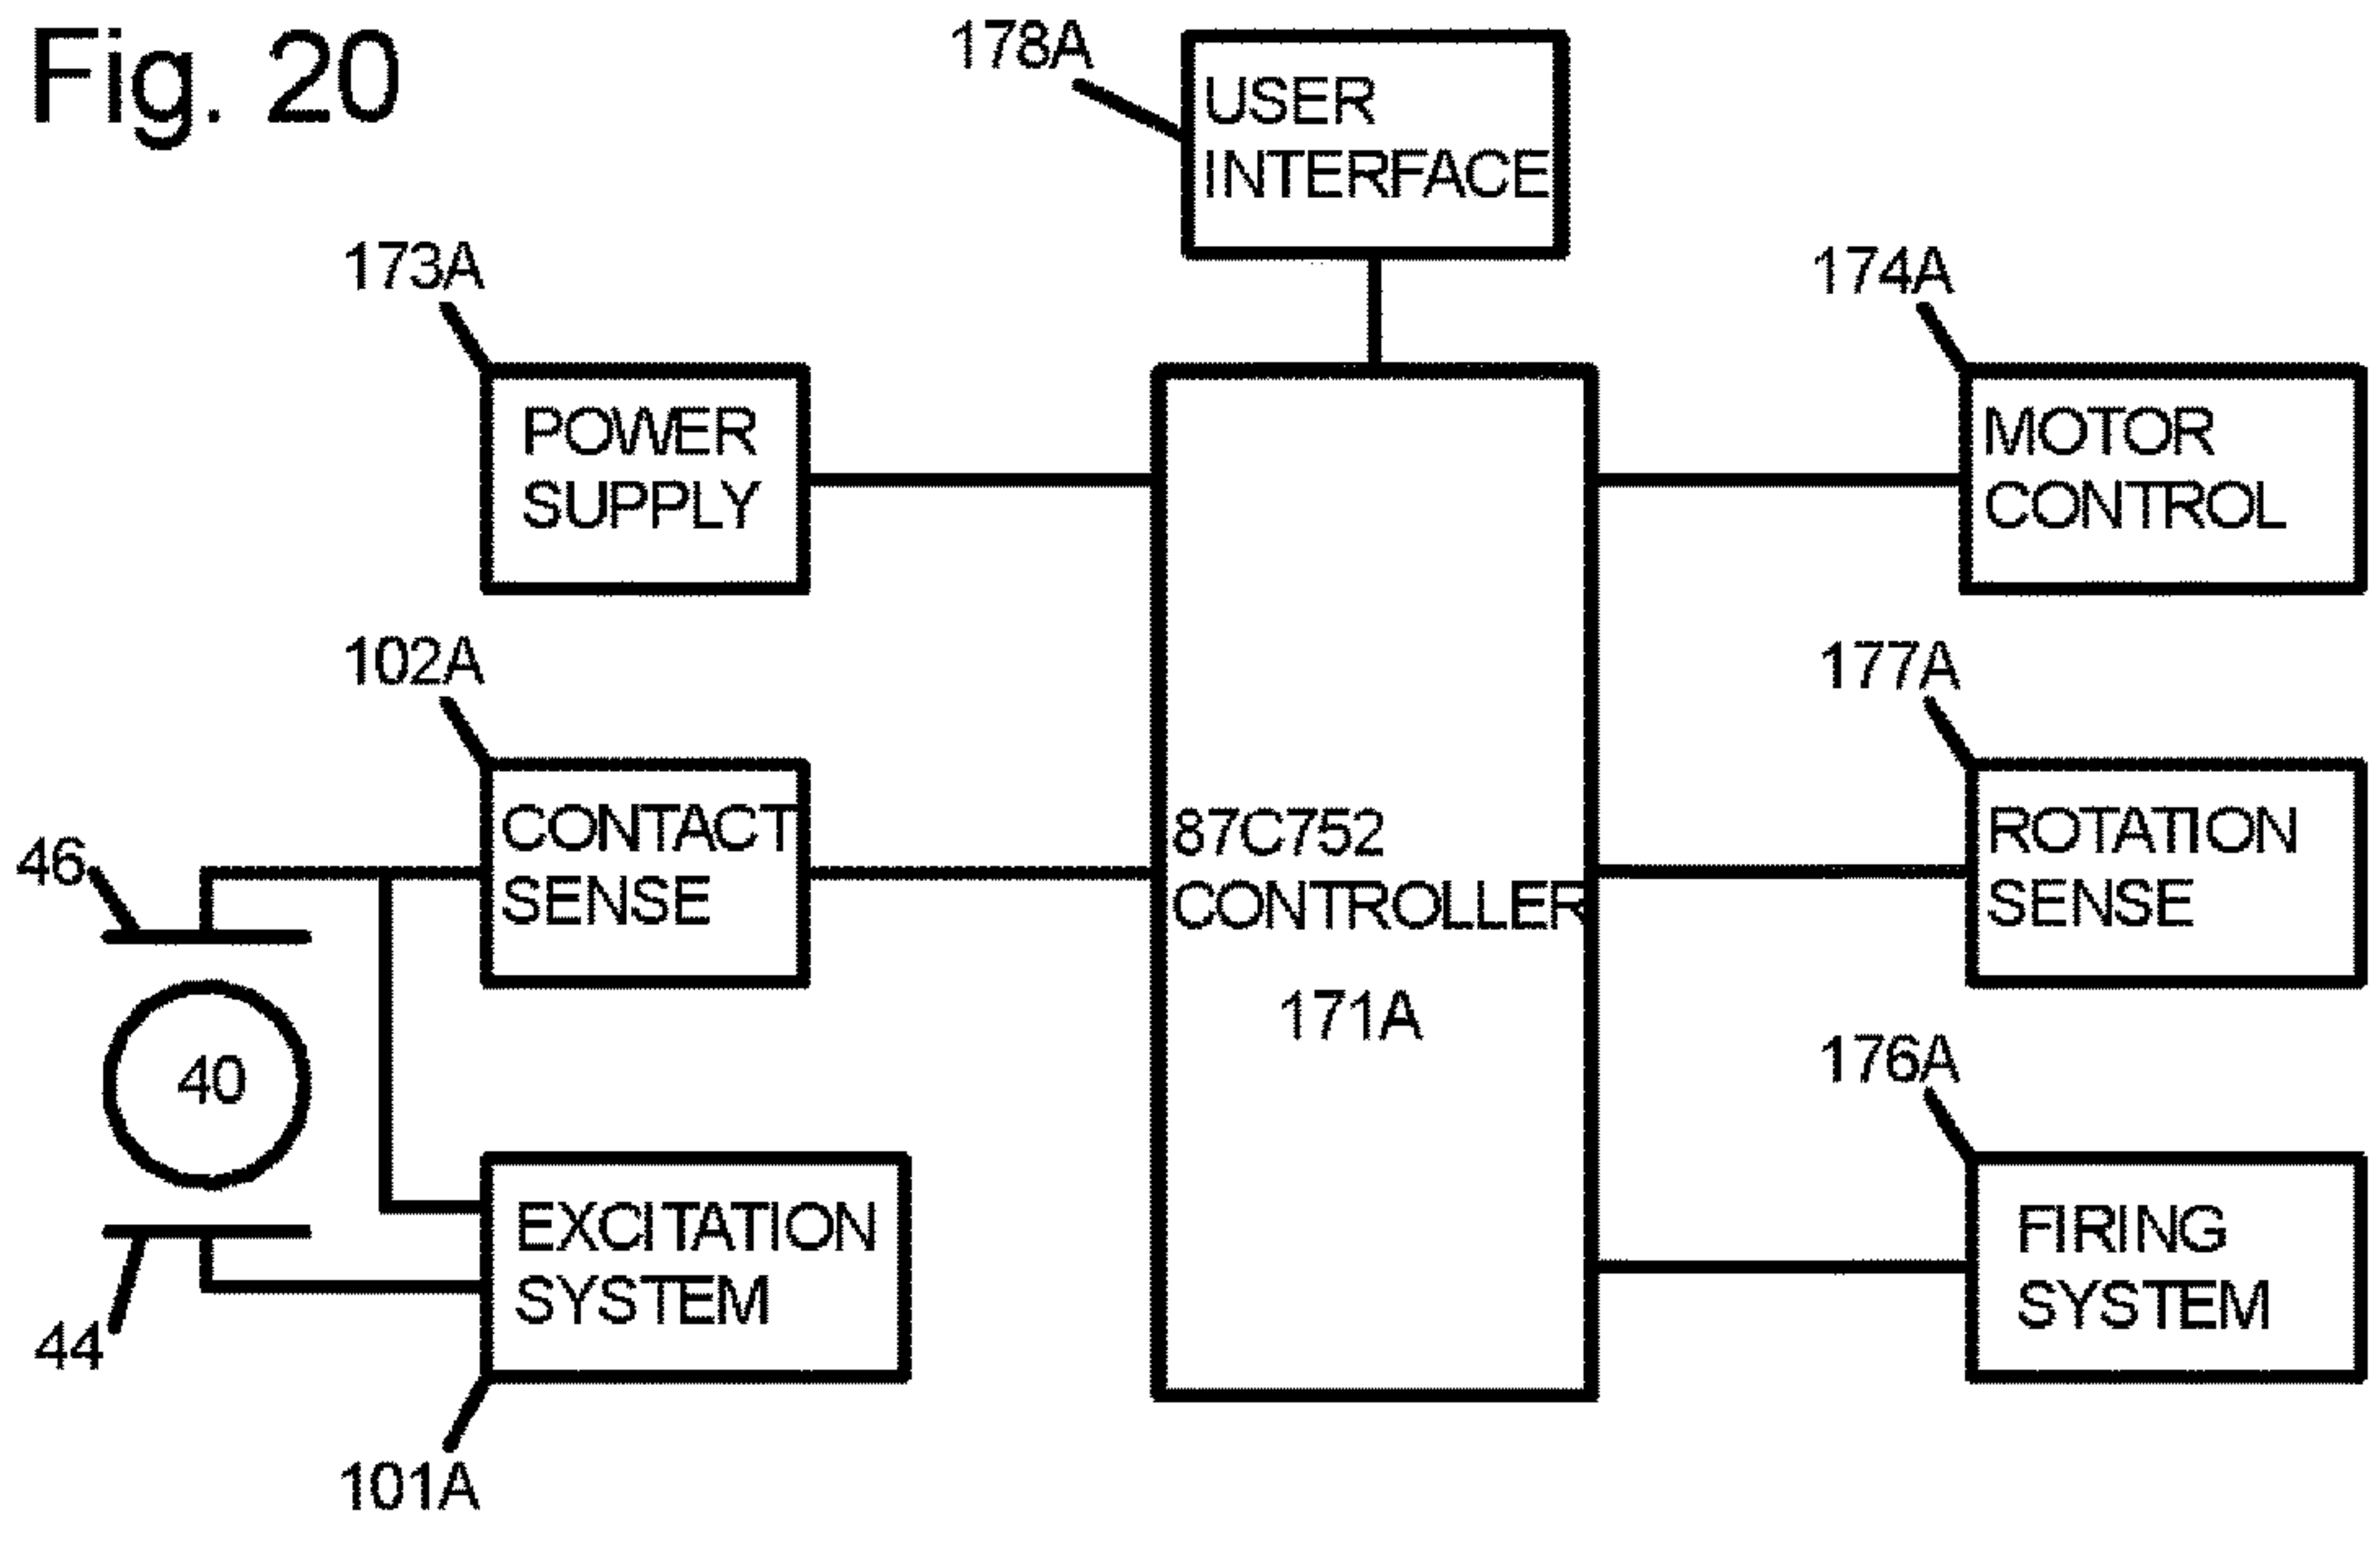 Fig. 20
178A
USER
INTERFACE
173A
174A
POWER
SUPPLY
MOTOR
CONTROL
102A
177A
CONTACT
SENSE
87C752
CONTROLLER
171A
ROTATION
SENSE
46
40
176A
EXCITATION
SYSTEM
FIRING
SYSTEM
44
101A